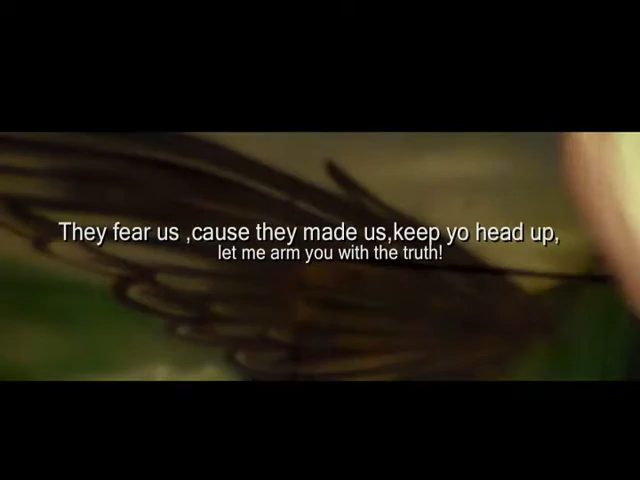 They fear us ,cause they made us,keep yo head up,
let me arm you with the truth!